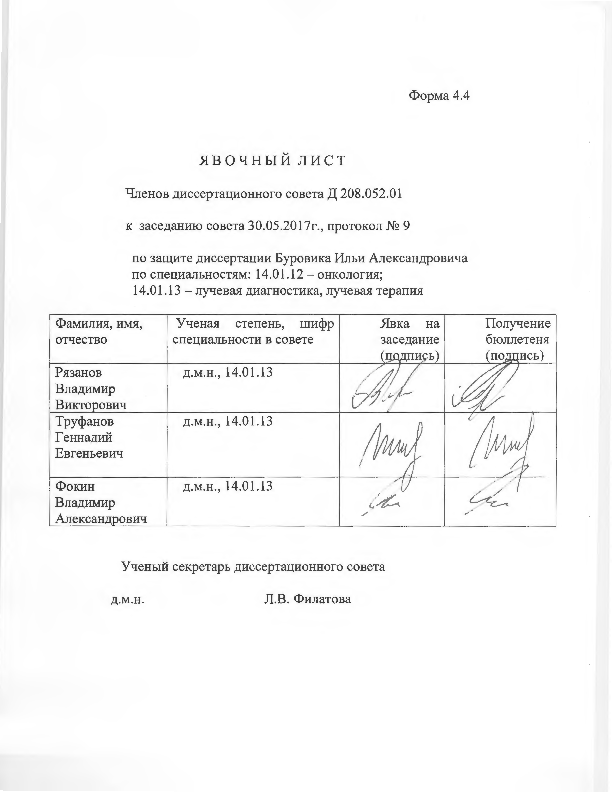 Форма 4.4
ЯВОЧНЫЙ ЛИСТ
Членов диссертационного совета Д 208.052.01
к заседанию совета 30.05.2017г., протокол № 9
по защите диссертации Буровика Ильи Александровича
по специальностям: 14.01.12 – онкология;
14.01.13 – лучевая диагностика, лучевая терапия
Фамилия, имя, отчество
Ученая степень, шифр специальности в совете
Явка на заседание (подпись)
Получение бюллетеня (подпись)
Рязанов
Владимир
Викторович
д.м.н., 14.01.13
Труфанов
Генналий
Евгеньевич
д.м.н., 14.01.13
Фокин
Владимир
Александрович
д.м.н., 14.01.13
Ученый секретарь диссертационного совета
д.м.н. Л.В. Филатова